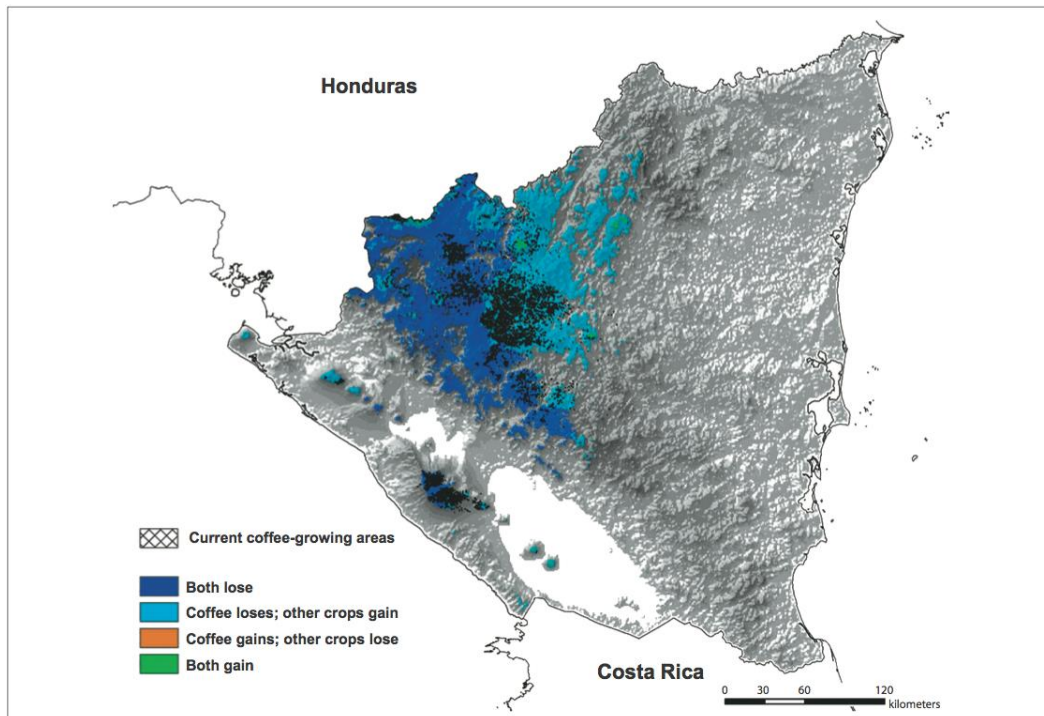 Honduras
Current coffee-growing areas
Both lose
Coffee loses; other crops gain
Coffee gains; other crops lose
Both gain
Costa Rica
0 30 60 120
kilometers